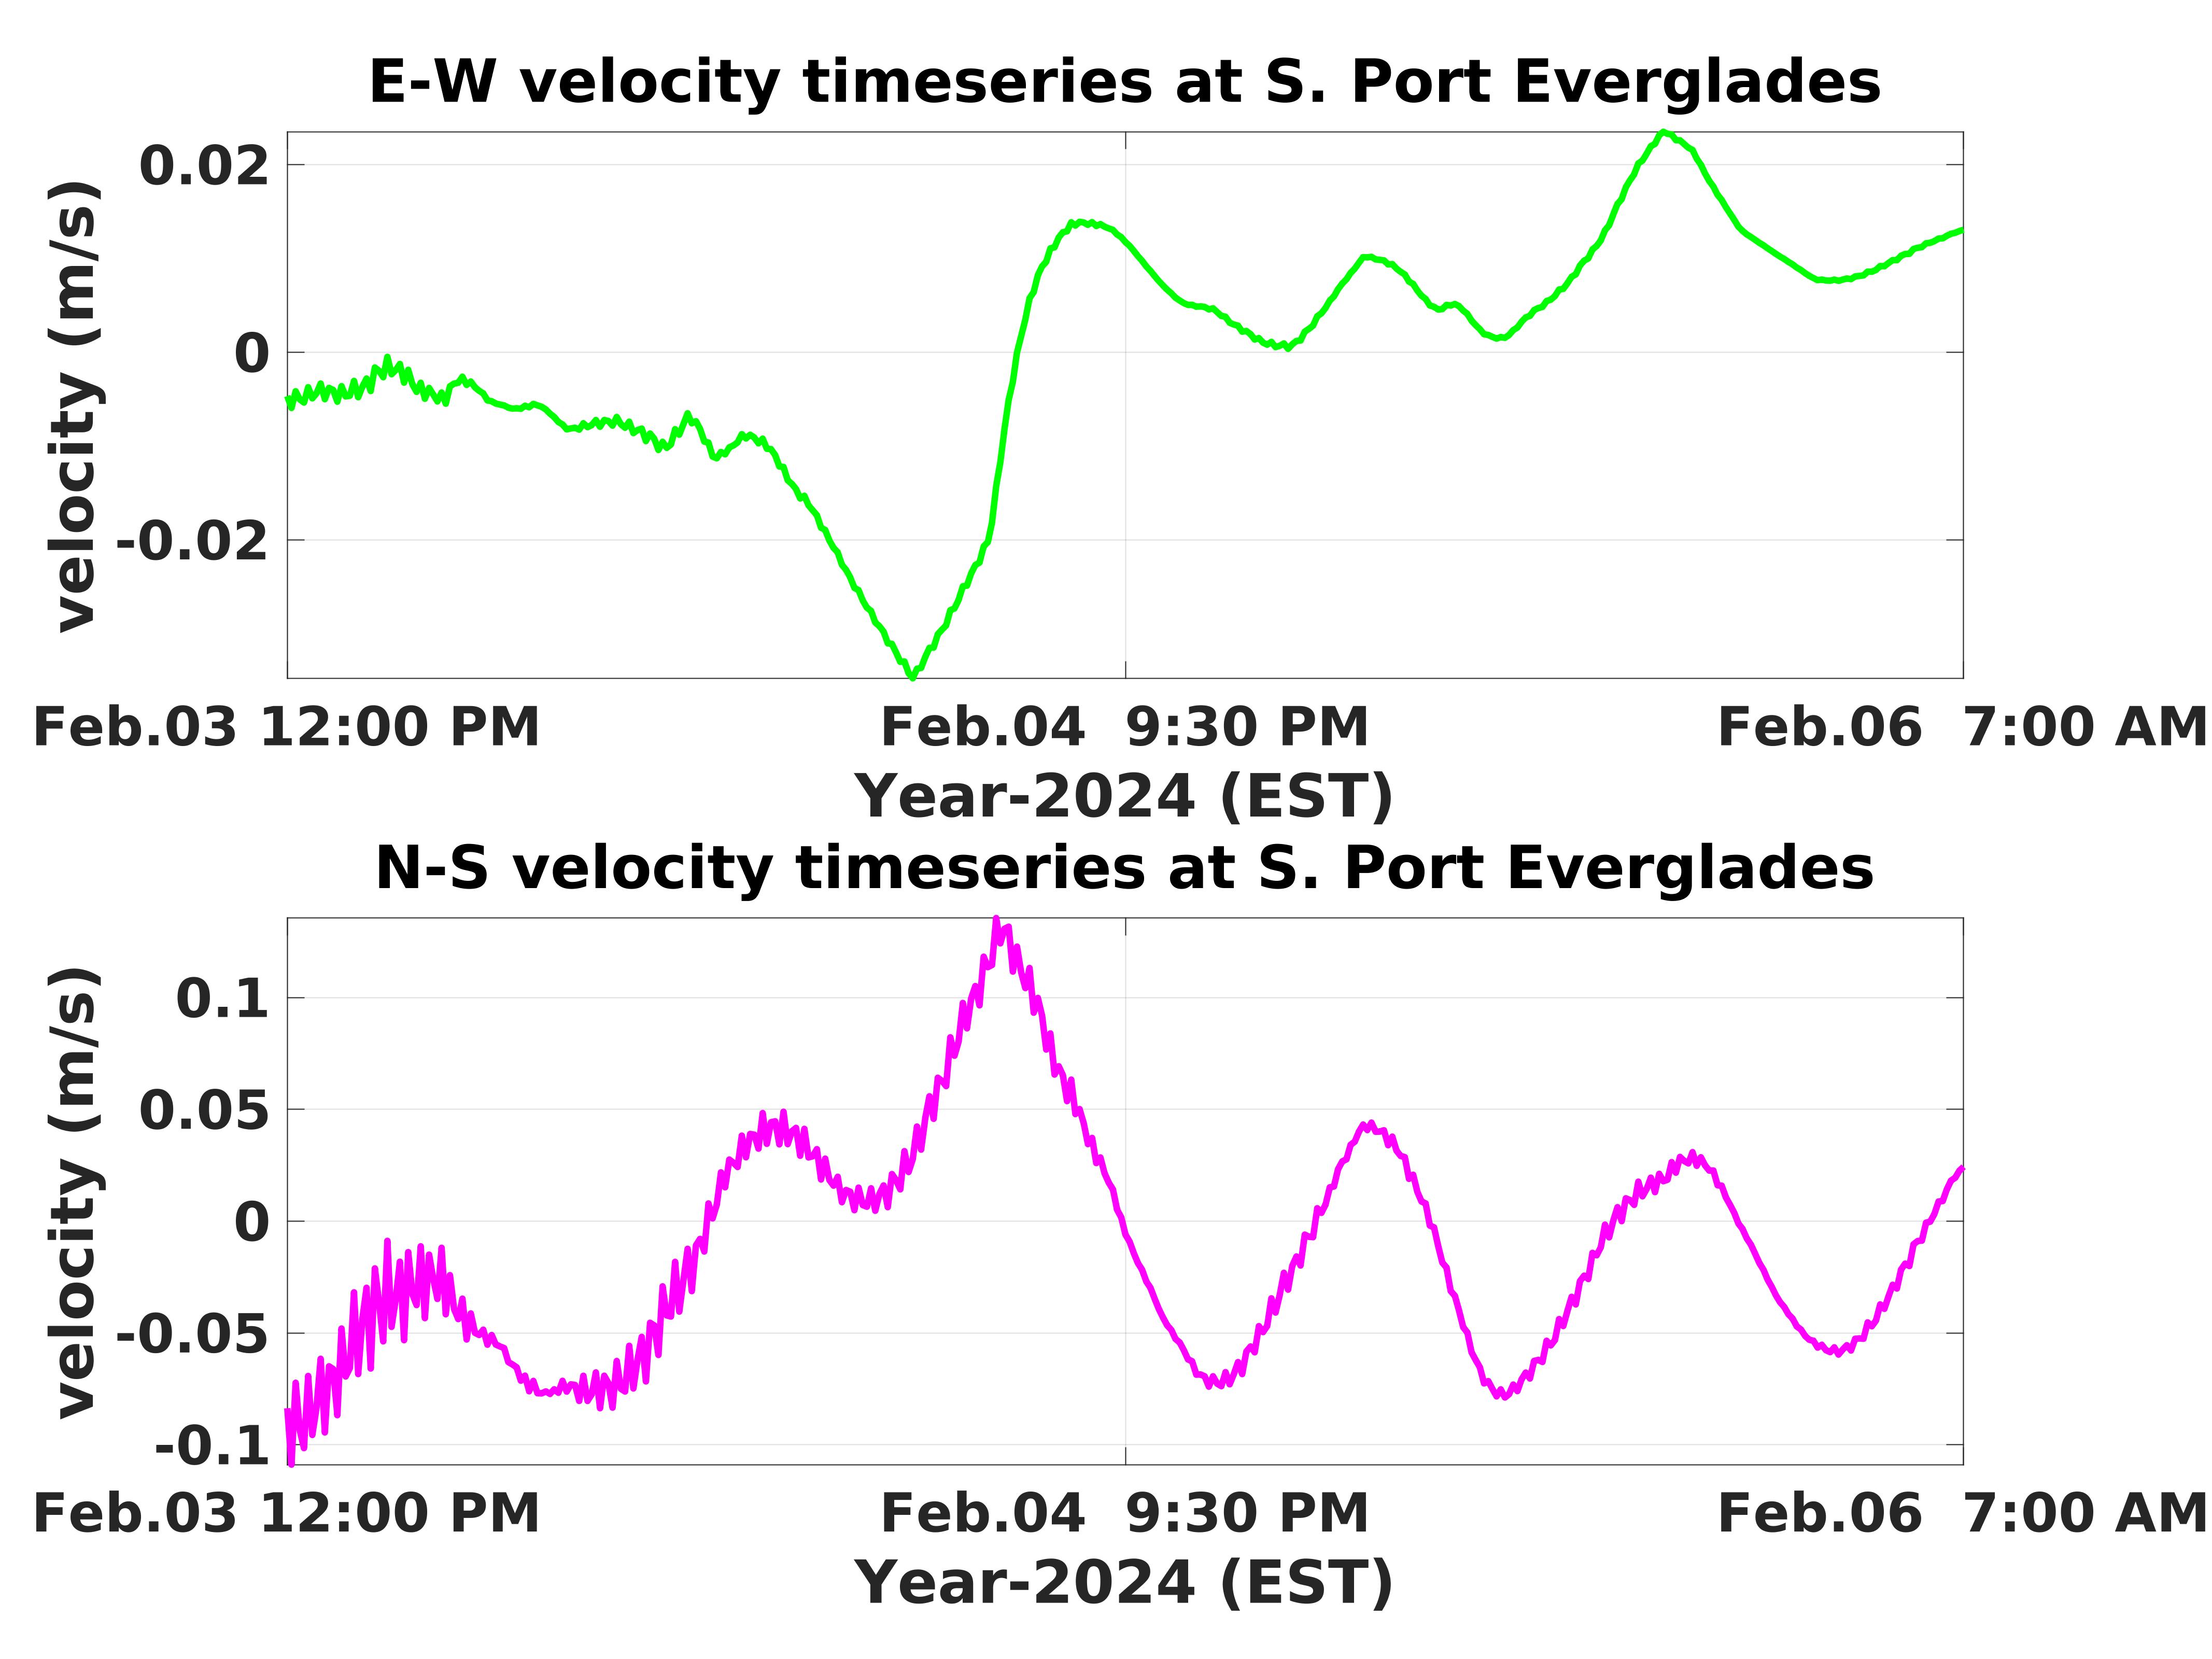 E-W velocity timeseries at S. Port Everglades
velocity (m/s)
0.02
0
-0.02
Feb.03 12:00 PM
Feb.04  9:30 PM
Feb.06  7:00 AM
Year-2024 (EST)
N-S velocity timeseries at S. Port Everglades
velocity (m/s)
0.1
0.05
0
-0.05
-0.1
Feb.03 12:00 PM
Feb.04  9:30 PM
Feb.06  7:00 AM
Year-2024 (EST)